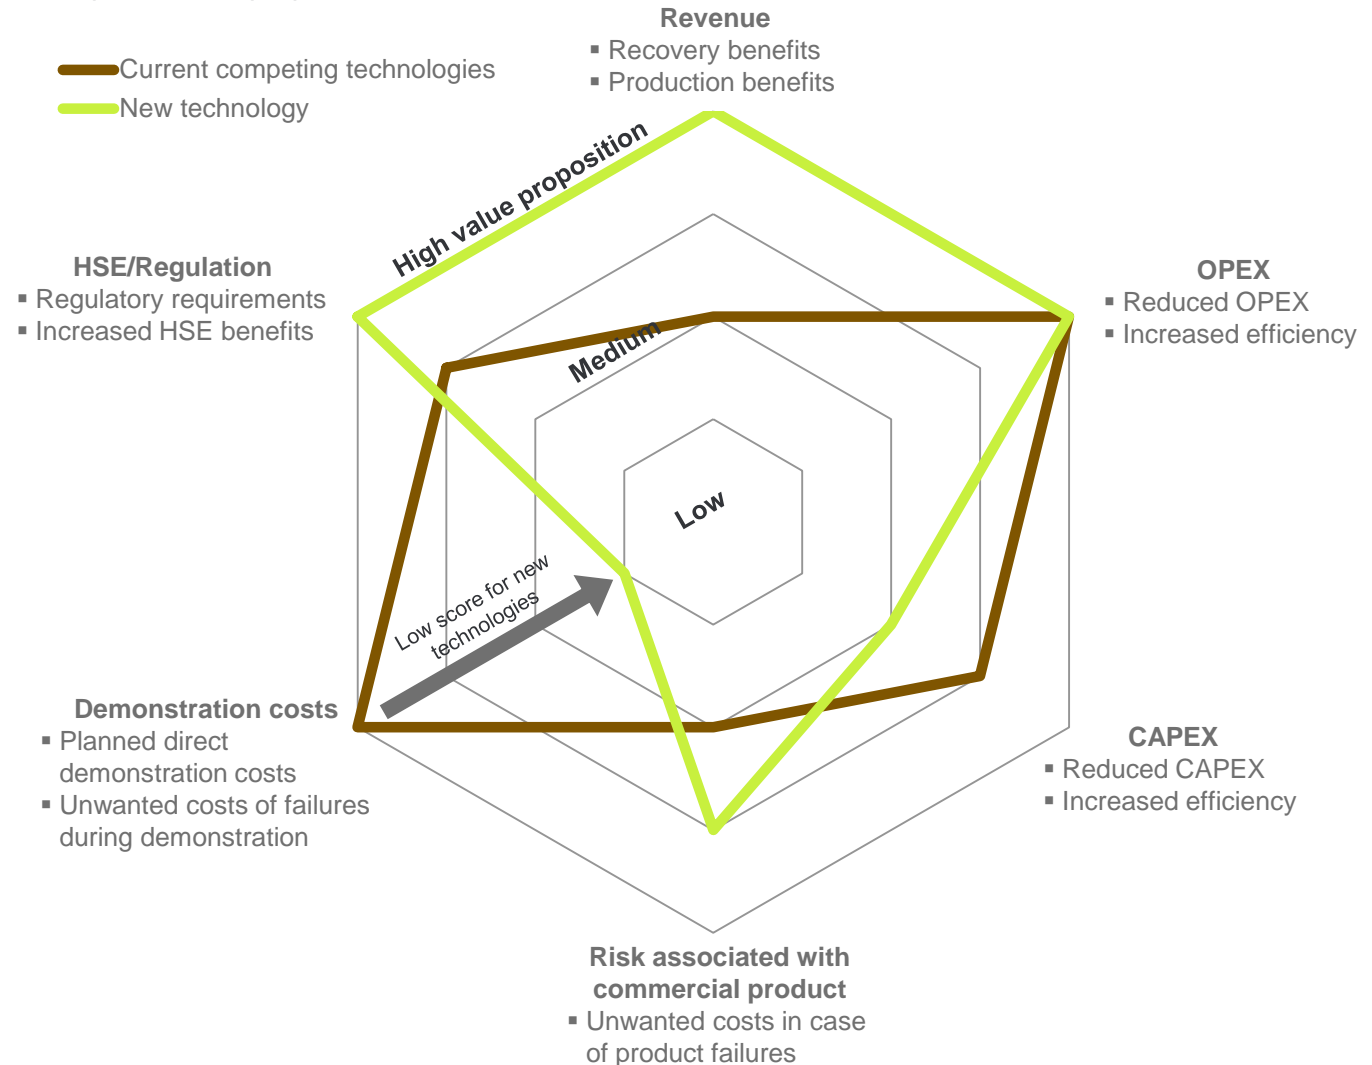 Revenue
▪ Recovery benefits
▪ Production benefits
Current competing technologies
New technology
High value proposition
HSE/Regulation
▪ Regulatory requirements
▪ Increased HSE benefits
OPEX
▪ Reduced OPEX
▪ Increased efficiency
Medium
Low
Low score for new
technologies
Demonstration costs
▪ Planned direct
demonstration costs
▪ Unwanted costs of failures
during demonstration
CAPEX
▪ Reduced CAPEX
▪ Increased efficiency
Risk associated with
commercial product
▪ Unwanted costs in case
of product failures